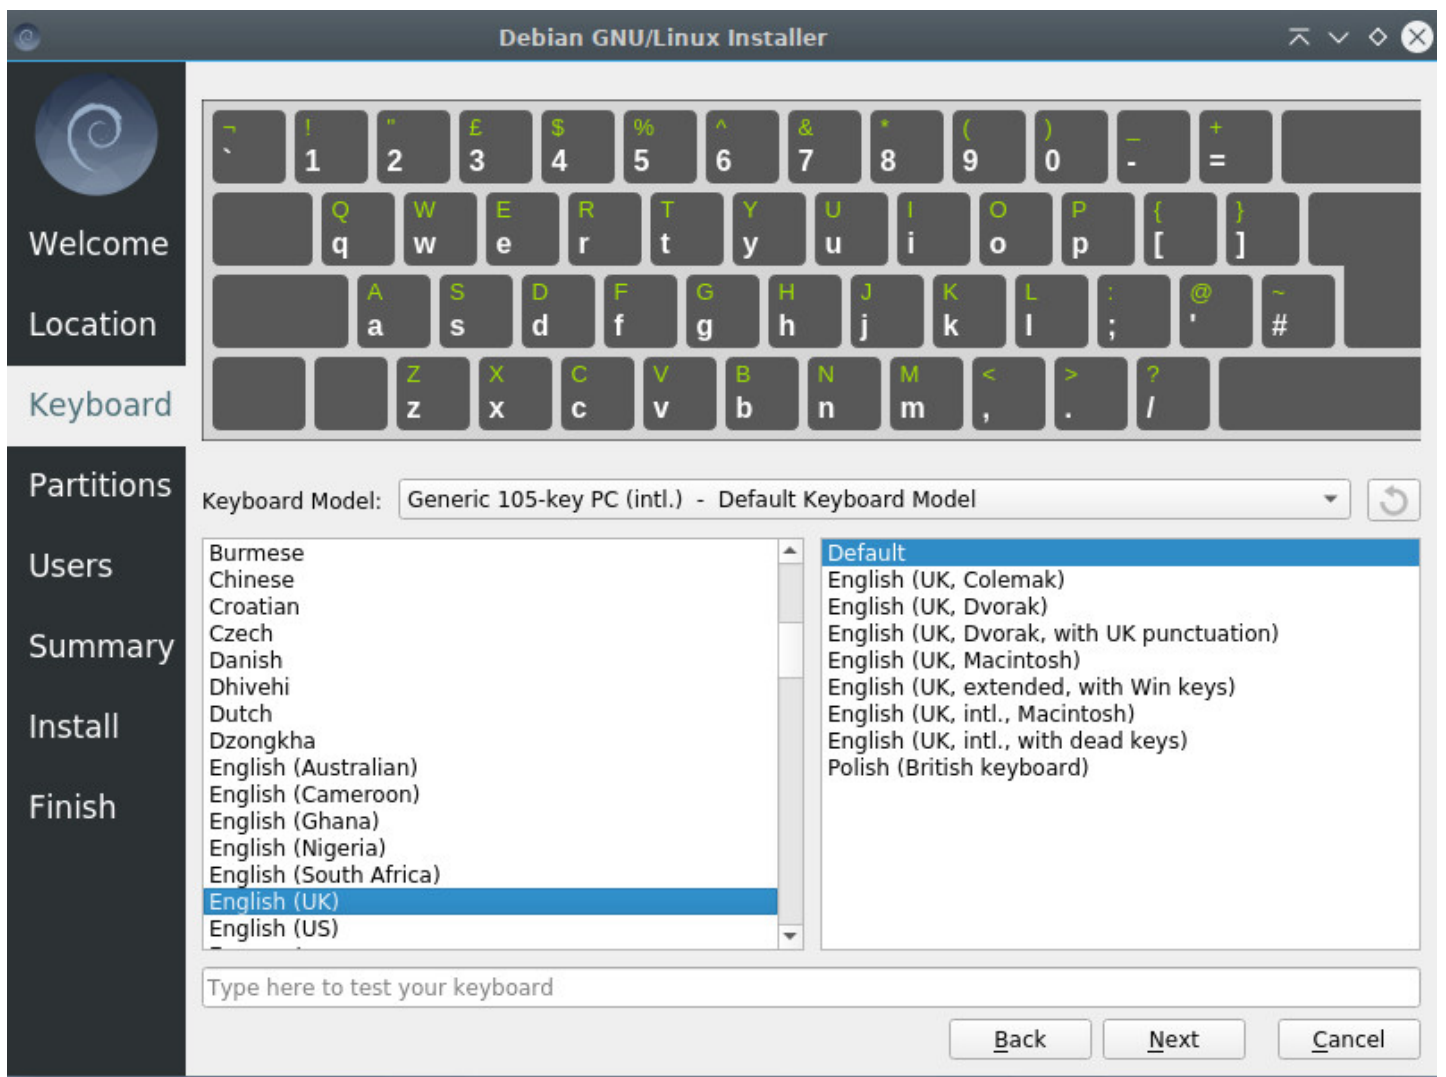 Debian GNU/Linux Installer
¬ ! " £ $ % ^ & * ( ) _ +
` 1 2 3 4 5 6 7 8 9 0 - =
Q W E R T Y U I O P { }
q w e r t y u i o p [ ]
A S D F G H J K L : @ ~
a s d f g h j k l ; ' #
Z X C V B N M < > ?
z x c v b n m , . /
Welcome
Location
Keyboard
Partitions
Users
Summary
Install
Finish
Keyboard Model: Generic 105-key PC (intl.) - Default Keyboard Model
Burmese
Chinese
Croatian
Czech
Danish
Dhivehi
Dutch
Dzongkha
English (Australian)
English (Cameroon)
English (Ghana)
English (Nigeria)
English (South Africa)
English (UK)
English (US)
Default
English (UK, Colemak)
English (UK, Dvorak)
English (UK, Dvorak, with UK punctuation)
English (UK, Macintosh)
English (UK, extended, with Win keys)
English (UK, intl., Macintosh)
English (UK, intl., with dead keys)
Polish (British keyboard)
Type here to test your keyboard
Back Next Cancel